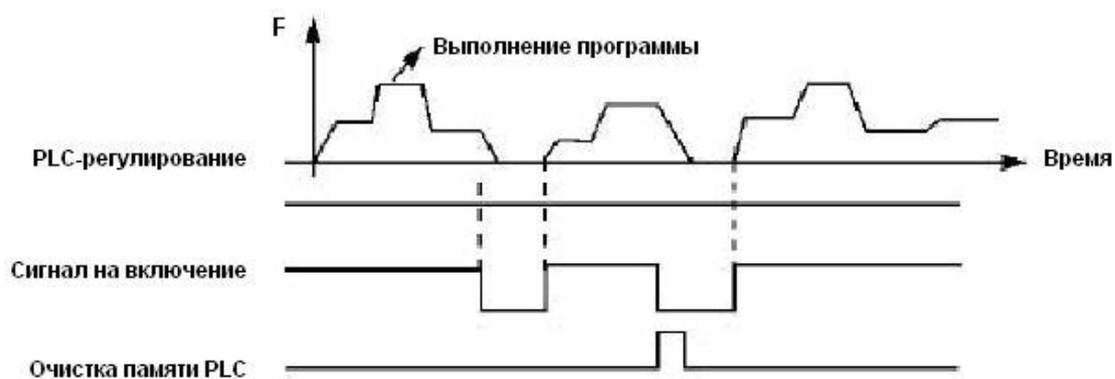 F
Выполнение программы
PLC-регулирование
Время
Сигнал на включение
Очистка памяти PLC